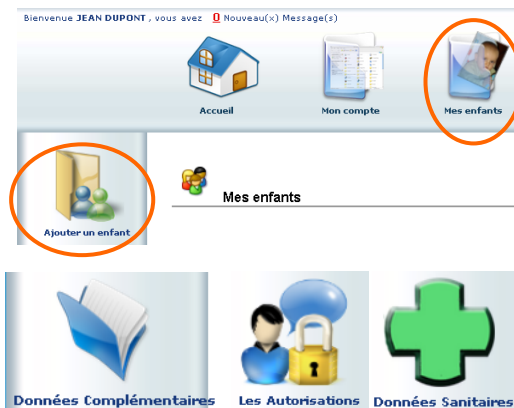 Bienvenue JEAN DUPONT , vous avez 0 Nouveau(x) Message(s)
Accueil
Mon compte
Mes enfants
Ajouter un enfant
Mes enfants
Données Complémentaires
Les Autorisations
Données Sanitaires